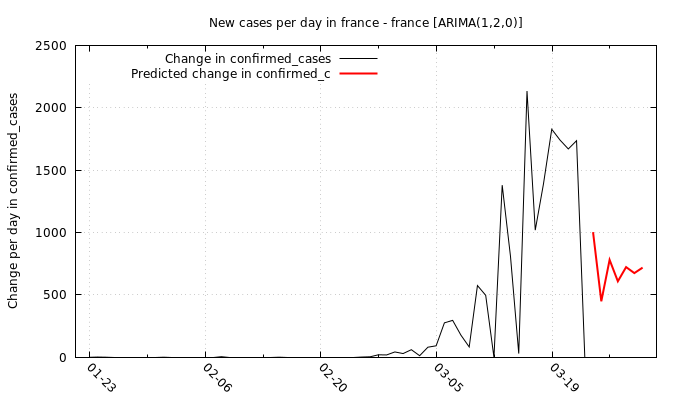 New cases per day in france - france [ARIMA(1,2,0)]
Change in confirmed_cases
Predicted change in confirmed_c
Change per day in confirmed_cases
2500
2000
1500
1000
500
0
01-23
02-06
02-20
03-05
03-19